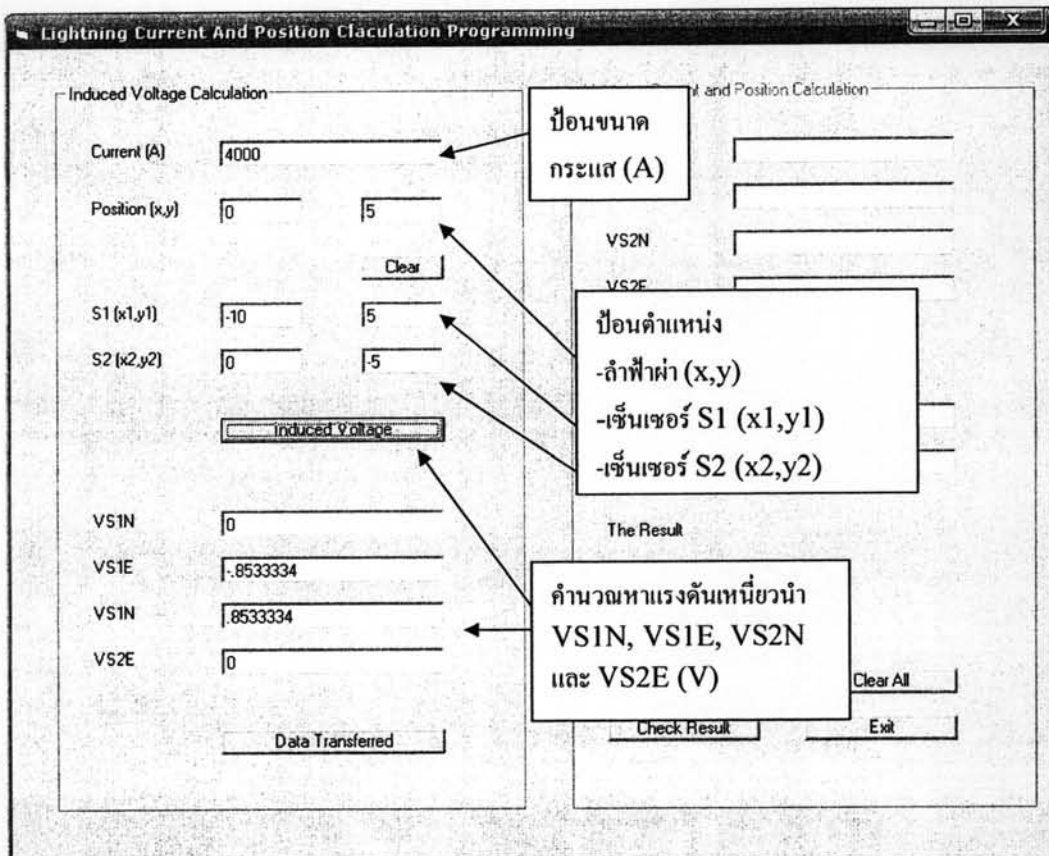 Lightning Current And Position Claculation Programming
Induced Voltage Calculation
Current (A)
4000
Position (x,y)
0
5
Clear
S1 (x1,y1)
-10
5
S2 (x2,y2)
0
-5
Induced Voltage
VS1N
0
VS1E
-.8533334
VS1N
.8533334
VS2E
0
Data Transferred
and Position Calculation
VS2N
VS2E
The Result
Clear All
Check Result
Exit
ป้อนขนาด
กระแส (A)
ป้อนตำแหน่ง
-ลำฟ้าผ่า (x,y)
-เซ็นเซอร์ S1 (x1,y1)
-เซ็นเซอร์ S2 (x2,y2)
คำนวณหาแรงดันเหนี่ยวนำ
VS1N, VS1E, VS2N
และ VS2E (V)